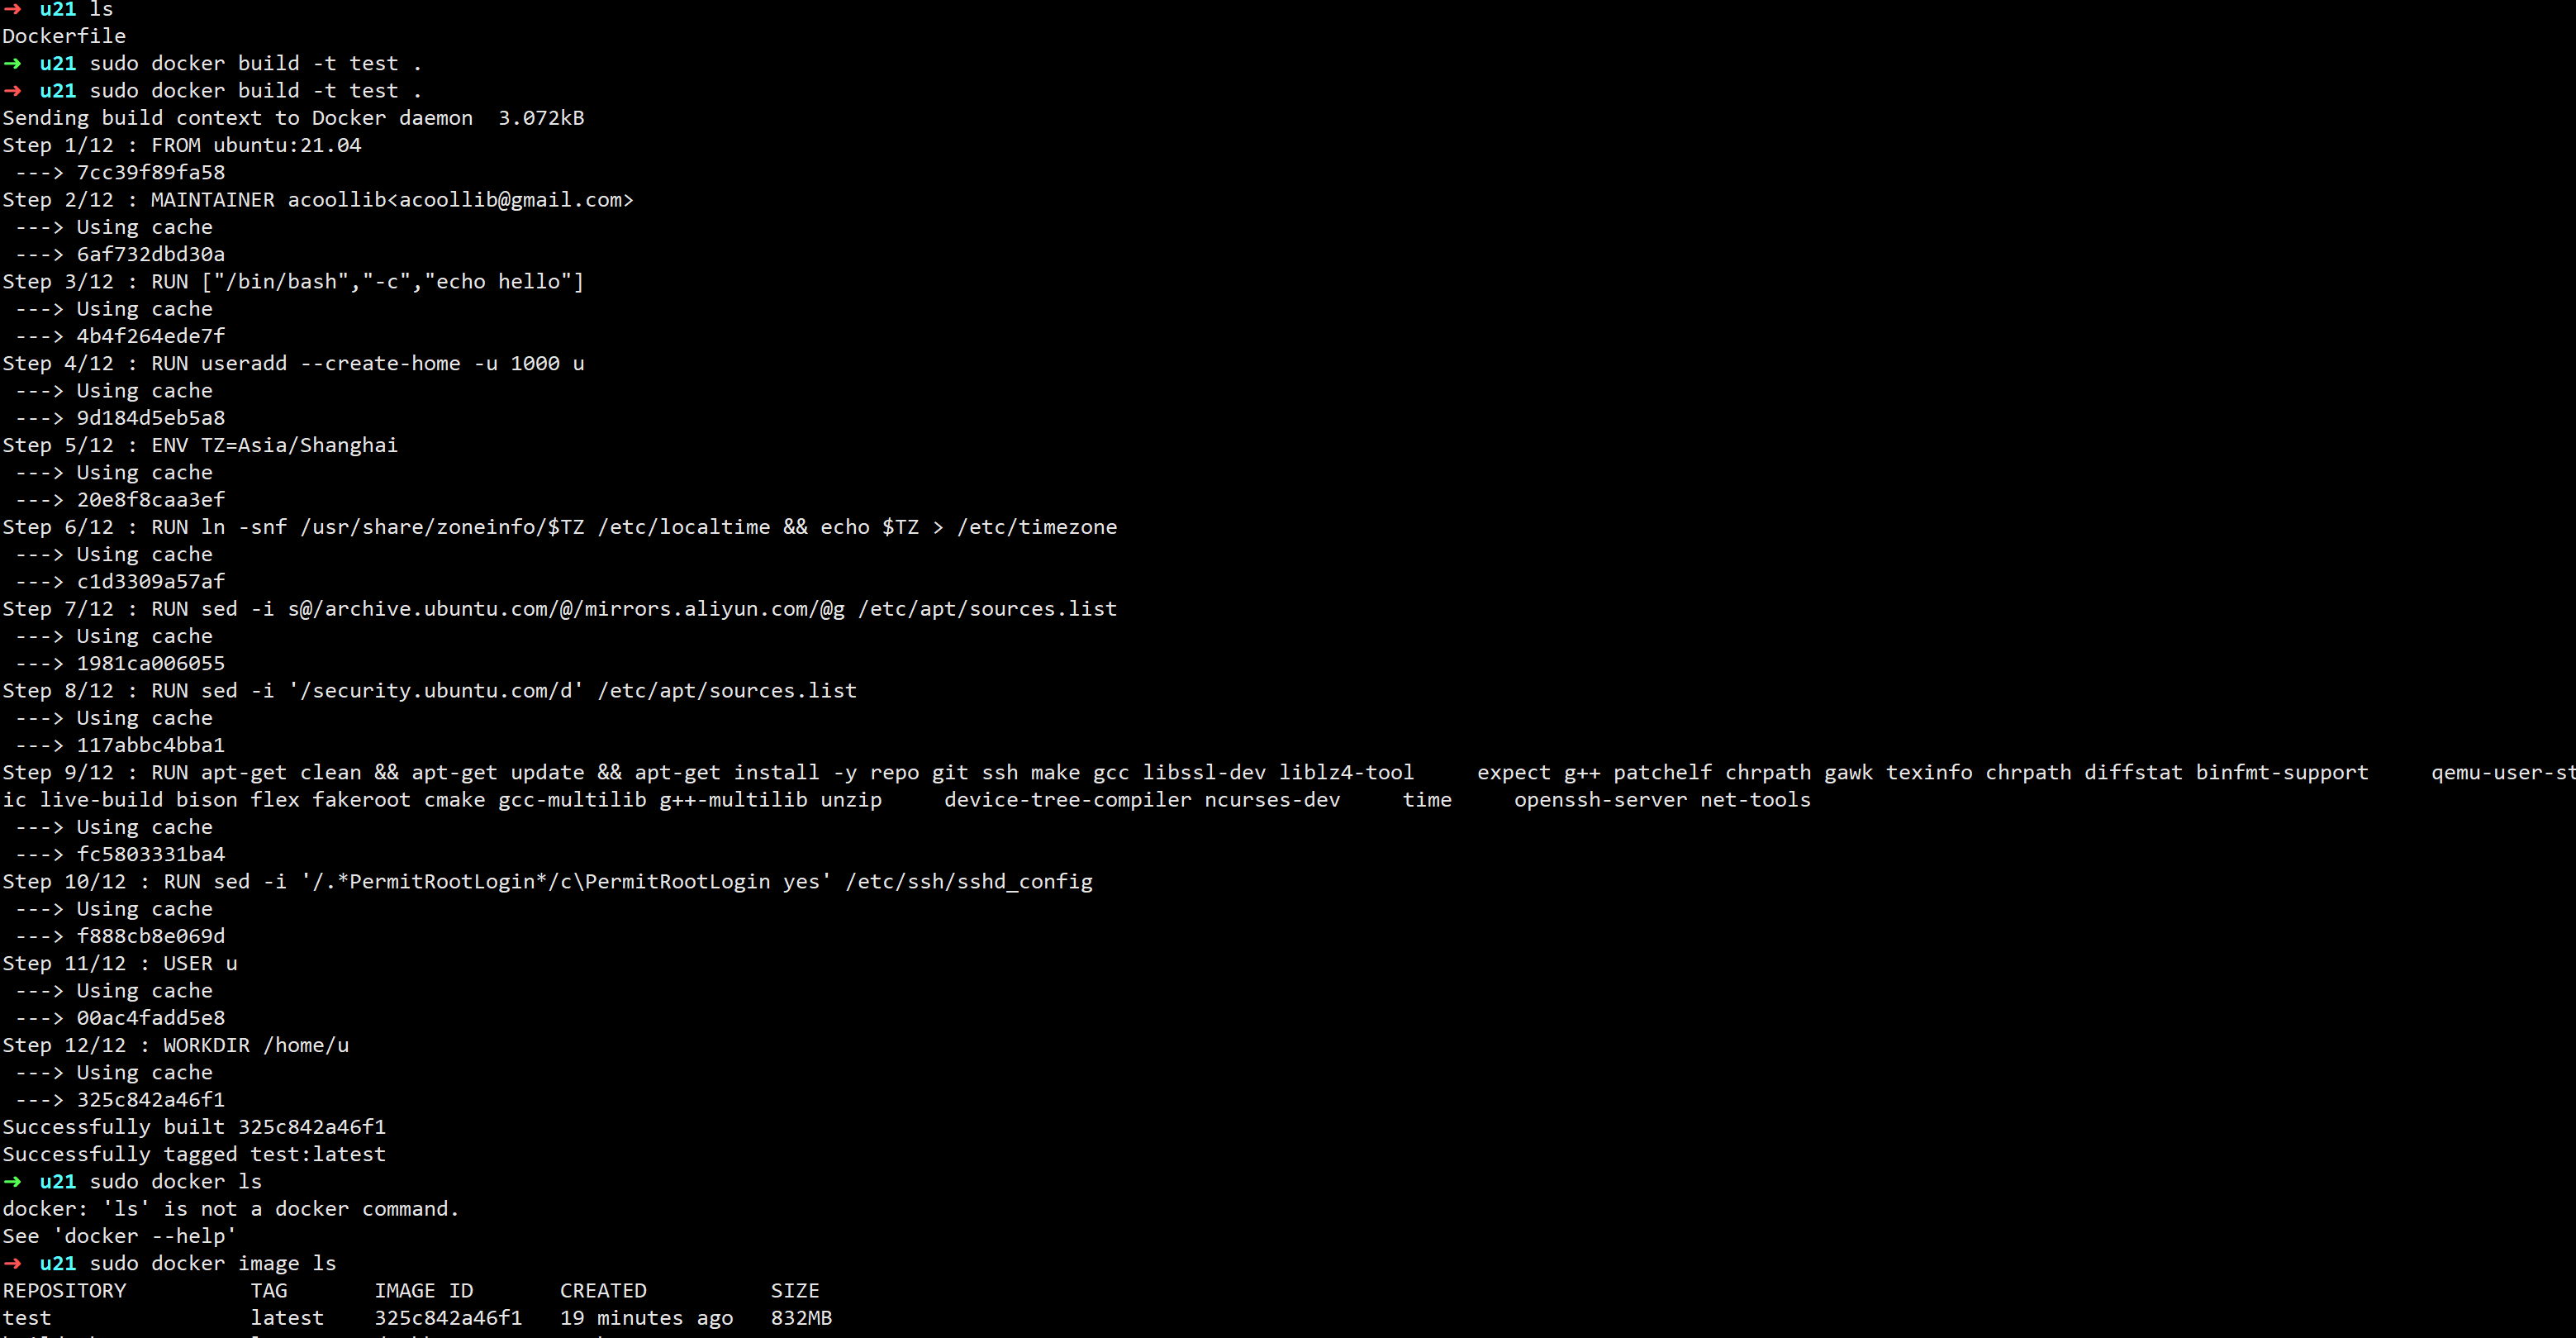 ➜ u21 ls
Dockerfile
➜ u21 sudo docker build -t test .
➜ u21 sudo docker build -t test .
Sending build context to Docker daemon  3.072kB
Step 1/12 : FROM ubuntu:21.04
 ---> 7cc39f89fa58
Step 2/12 : MAINTAINER acoollib<acoollib@gmail.com>
 ---> Using cache
 ---> 6af732dbd30a
Step 3/12 : RUN ["/bin/bash","-c","echo hello"]
 ---> Using cache
 ---> 4b4f264ede7f
Step 4/12 : RUN useradd --create-home -u 1000 u
 ---> Using cache
 ---> 9d184d5eb5a8
Step 5/12 : ENV TZ=Asia/Shanghai
 ---> Using cache
 ---> 20e8f8caa3ef
Step 6/12 : RUN ln -snf /usr/share/zoneinfo/$TZ /etc/localtime && echo $TZ > /etc/timezone
 ---> Using cache
 ---> c1d3309a57af
Step 7/12 : RUN sed -i s@/archive.ubuntu.com/@/mirrors.aliyun.com/@g /etc/apt/sources.list
 ---> Using cache
 ---> 1981ca006055
Step 8/12 : RUN sed -i '/security.ubuntu.com/d' /etc/apt/sources.list
 ---> Using cache
 ---> 117abbc4bba1
Step 9/12 : RUN apt-get clean && apt-get update && apt-get install -y repo git ssh make gcc libssl-dev liblz4-tool     expect g++ patchelf chrpath gawk texinfo chrpath diffstat binfmt-support     qemu-user-st
ic live-build bison flex fakeroot cmake gcc-multilib g++-multilib unzip     device-tree-compiler ncurses-dev     time     openssh-server net-tools
 ---> Using cache
 ---> fc5803331ba4
Step 10/12 : RUN sed -i '/.*PermitRootLogin*/c\PermitRootLogin yes' /etc/ssh/sshd_config
 ---> Using cache
 ---> f888cb8e069d
Step 11/12 : USER u
 ---> Using cache
 ---> 00ac4fadd5e8
Step 12/12 : WORKDIR /home/u
 ---> Using cache
 ---> 325c842a46f1
Successfully built 325c842a46f1
Successfully tagged test:latest
➜ u21 sudo docker ls
docker: 'ls' is not a docker command.
See 'docker --help'
➜ u21 sudo docker image ls
REPOSITORY          TAG       IMAGE ID       CREATED          SIZE
test                latest    325c842a46f1   19 minutes ago   832MB